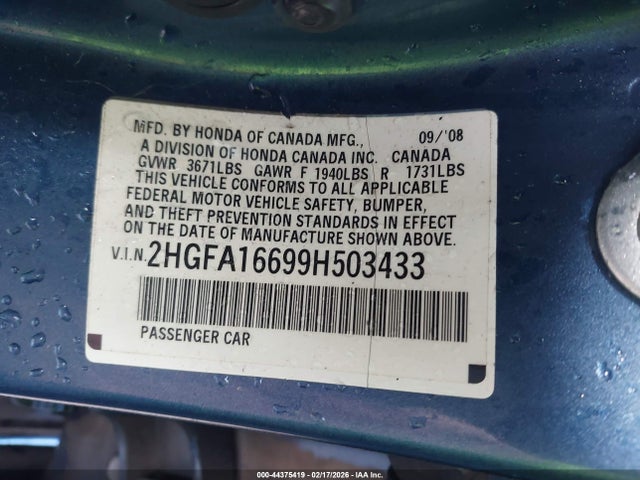 MFD. BY HONDA OF CANADA MFG., 09/'08
A DIVISION OF HONDA CANADA INC. CANADA
GVWR 3671LBS GAWR F 1940LBS R 1731LBS
THIS VEHICLE CONFORMS TO ALL APPLICABLE
FEDERAL MOTOR VEHICLE SAFETY, BUMPER,
AND THEFT PREVENTION STANDARDS IN EFFECT
ON THE DATE OF MANUFACTURE SHOWN ABOVE.
V.I.N. 2HGFA16699H503433
PASSENGER CAR
000-44375419 - 02/17/2026 - IAA Inc.